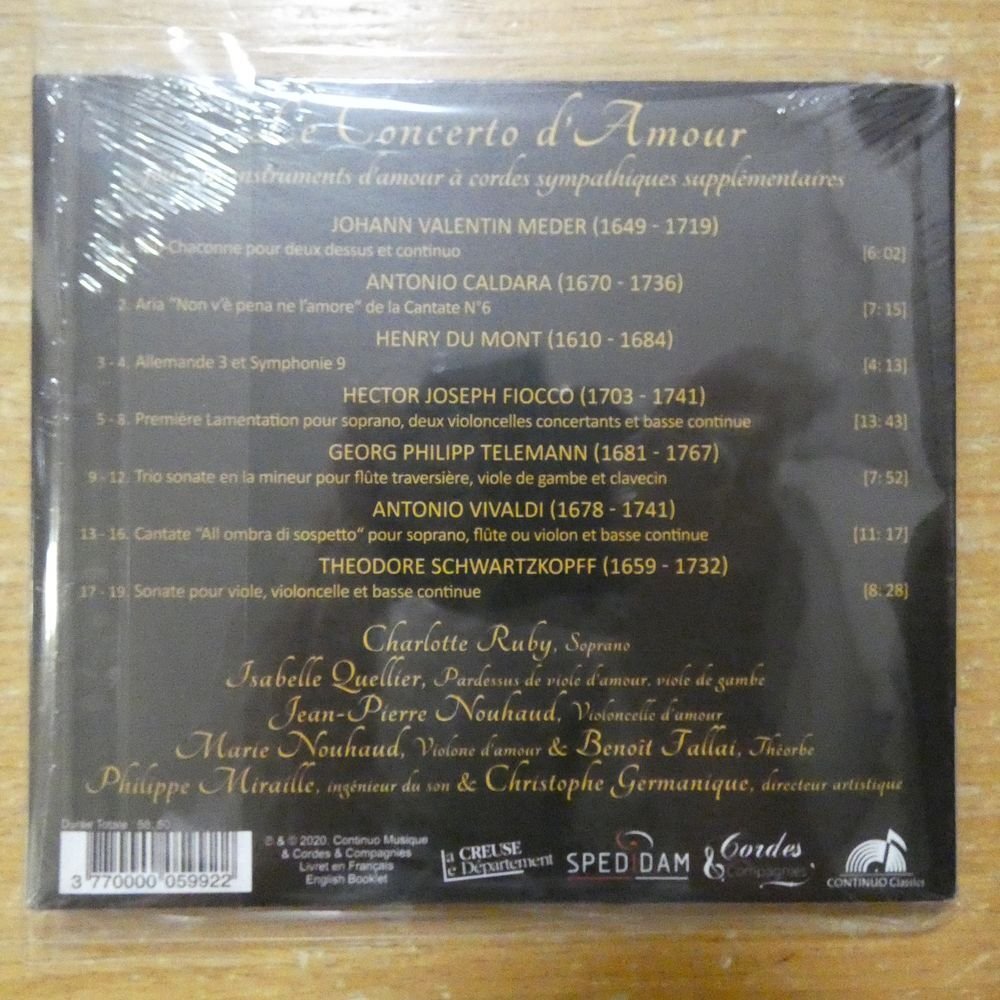 Le Concerto d'Amour
instruments d'amour à cordes sympathiques supplémentaires
JOHANN VALENTIN MEDER (1649 - 1719)
Chaconne pour deux dessus et continuo [6: 02]
ANTONIO CALDARA (1670 - 1736)
2. Aria "Non v'è pena ne l'amore" de la Cantate N°6 [7: 15]
HENRY DU MONT (1610 - 1684)
3 - 4. Allemande 3 et Symphonie 9 [4: 13]
HECTOR JOSEPH FIOCCO (1703 - 1741)
5 - 8. Première Lamentation pour soprano, deux violoncelles concertants et basse continue [13: 43]
GEORG PHILIPP TELEMANN (1681 - 1767)
9 - 12. Trio sonate en la mineur pour flûte traversière, viole de gambe et clavecin [7: 52]
ANTONIO VIVALDI (1678 - 1741)
13 - 16. Cantate "All ombra di sospetto" pour soprano, flûte ou violon et basse continue [11: 17]
THEODORE SCHWARTZKOPFF (1659 - 1732)
17 - 19. Sonate pour viole, violoncelle et basse continue [8: 28]
Charlotte Ruby, Soprano
Isabelle Quellier, Pardessus de viole d'amour, viole de gambe
Jean-Pierre Nouhaud, Violoncelle d'amour
Marie Nouhaud, Violone d'amour & Benoît Fallai, Théorbe
Philippe Miraille, ingénieur du son & Christophe Germanique, directeur artistique
Durée Totale
3 770000 059922
℗ & © 2020, Continuo Musique
& Cordes & Compagnies
Livret en Français
English Booklet
La CREUSE
le Département
SPEDIDAM
Cordes
& Compagnies
CONTINUO Classics